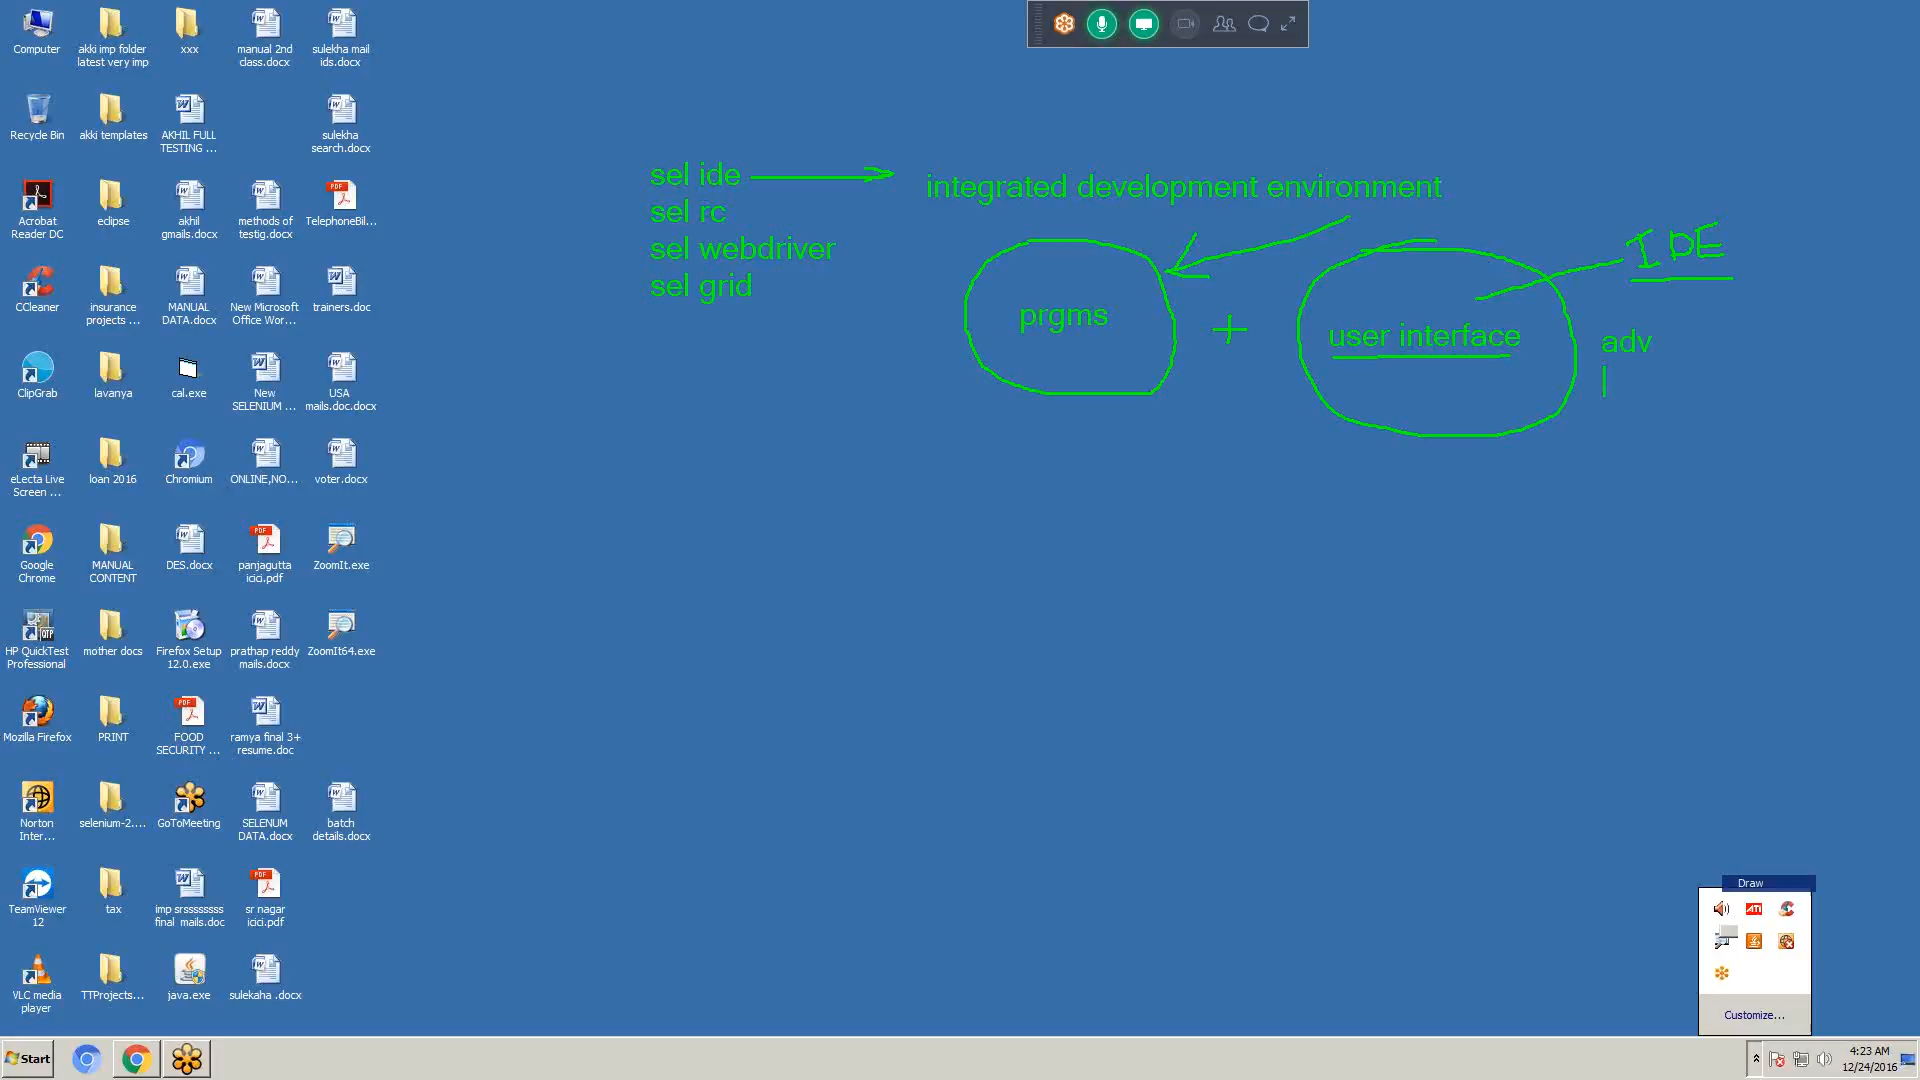 Computer
akki imp folder
latest very imp
xxx
manual 2nd
class.docx
sulekha mail
ids.docx
Recycle Bin
akki templates
AKHIL FULL
TESTING ...
sulekha
search.docx
Acrobat
Reader DC
eclipse
akhil
gmails.docx
methods of
testig.docx
TelephoneBil...
CCleaner
insurance
projects ...
MANUAL
DATA.docx
New Microsoft
Office Wor...
trainers.doc
ClipGrab
lavanya
cal.exe
New
SELENIUM ...
USA
mails.doc.docx
eLecta Live
Screen ...
loan 2016
Chromium
ONLINE,NO...
voter.docx
Google
Chrome
MANUAL
CONTENT
DES.docx
panjagutta
icici.pdf
ZoomIt.exe
HP QuickTest
Professional
mother docs
Firefox Setup
12.0.exe
prathap reddy
mails.docx
ZoomIt64.exe
Mozilla Firefox
PRINT
FOOD
SECURITY ...
ramya final 3+
resume.doc
Norton
Inter...
selenium-2....
GoToMeeting
SELENUM
DATA.docx
batch
details.docx
TeamViewer
12
tax
imp srssssssss
final mails.doc
sr nagar
icici.pdf
VLC media
player
TTProjects...
java.exe
sulekaha .docx
sel ide
sel rc
sel webdriver
sel grid
integrated development environment
prgms
+
user interface
IDE
adv
Draw
Customize...
Start
4:23 AM
12/24/2016